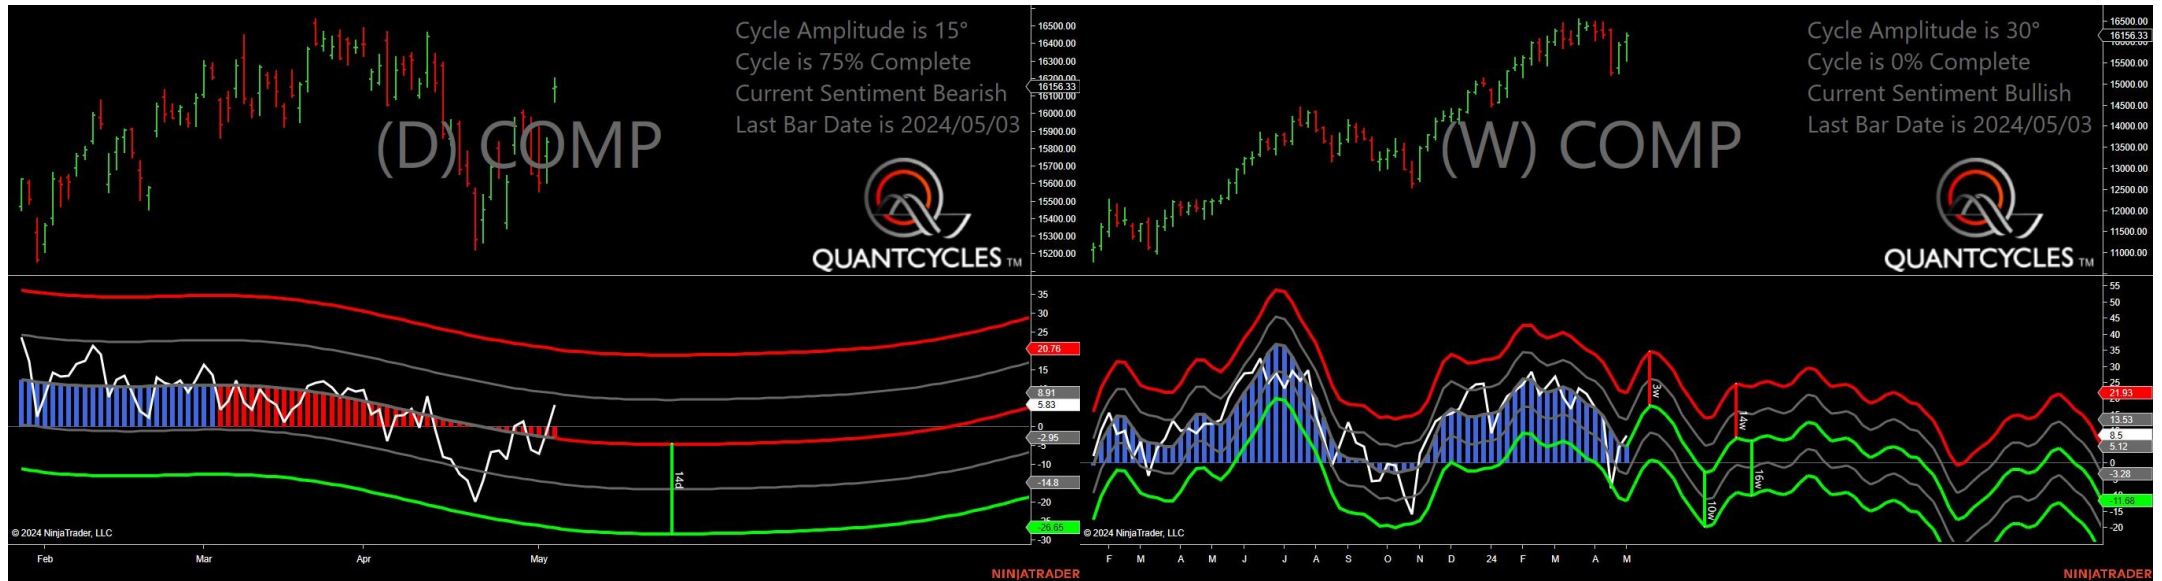 Cycle Amplitude is 15°
Cycle is 75% Complete
Current Sentiment Bearish
Last Bar Date is 2024/05/03
(D) COMP
QUANTCYCLES TM
16500.00
16400.00
16300.00
16200.00
16156.33
16100.00
16000.00
15900.00
15800.00
15700.00
15600.00
15500.00
15400.00
15300.00
15200.00
35
30
25
20.76
15
8.91
5.83
0
-2.95
-10
-14.8
-20
-26.65
-30
14d
© 2024 NinjaTrader, LLC
Feb Mar Apr May
NINJATRADER
Cycle Amplitude is 30°
Cycle is 0% Complete
Current Sentiment Bullish
Last Bar Date is 2024/05/03
(W) COMP
QUANTCYCLES TM
16500.00
16156.33
15500.00
15000.00
14500.00
14000.00
13500.00
13000.00
12500.00
12000.00
11500.00
11000.00
55
50
45
40
35
30
25
21.93
13.53
8.5
5.12
0
-3.28
-11.68
-15
-20
3w
14w
10w
16w
© 2024 NinjaTrader, LLC
F M A M J J A S O N D 24 F M A M
NINJATRADER